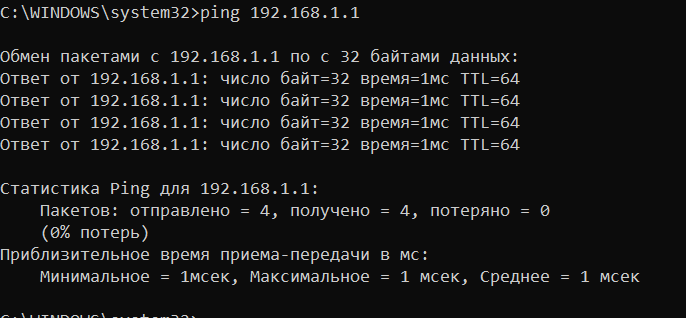 C:\WINDOWS\system32>ping 192.168.1.1
Обмен пакетами с 192.168.1.1 по с 32 байтами данных:
Ответ от 192.168.1.1: число байт=32 время=1мс TTL=64
Ответ от 192.168.1.1: число байт=32 время=1мс TTL=64
Ответ от 192.168.1.1: число байт=32 время=1мс TTL=64
Ответ от 192.168.1.1: число байт=32 время=1мс TTL=64
Статистика Ping для 192.168.1.1:
Пакетов: отправлено = 4, получено = 4, потеряно = 0
(0% потерь)
Приблизительное время приема-передачи в мс:
Минимальное = 1мсек, Максимальное = 1 мсек, Среднее = 1 мсек
C:\WINDOWS\system32>